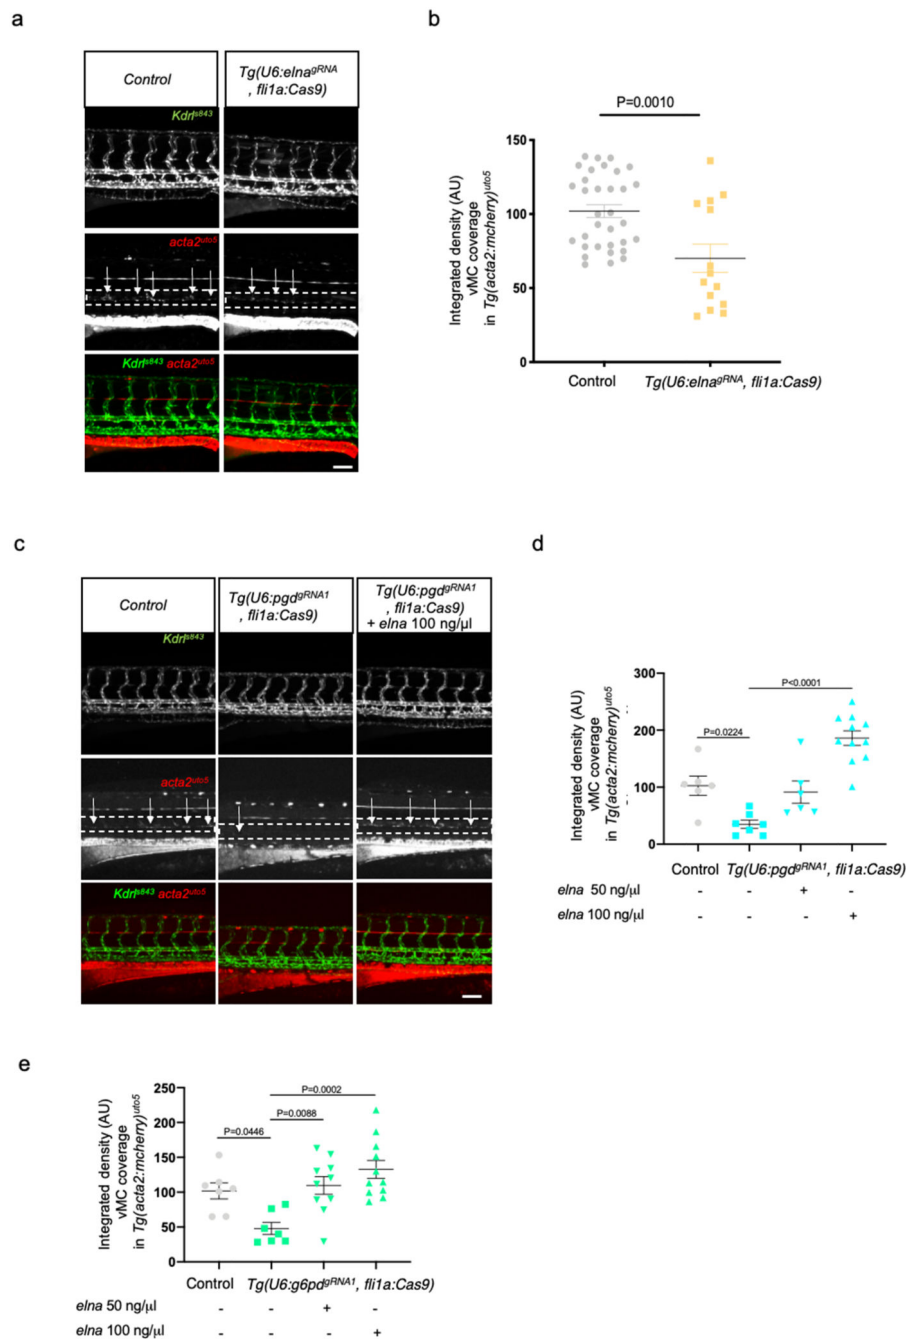 a
Control
Tg(U6:elnagRNA
, fli1a:Cas9)
Kdrls843
acta2uto5
Kdrls843 acta2uto5
b
P=0.0010
Integrated density (AU)
vMC coverage
in Tg(acta2:mcherry)uto5
150
100
50
0
Control
Tg(U6:elnagRNA, fli1a:Cas9)
c
Control
Tg(U6:pgdgRNA1
, fli1a:Cas9)
Tg(U6:pgdgRNA1
, fli1a:Cas9)
+ elna 100 ng/µl
Kdrls843
acta2uto5
Kdrls843 acta2uto5
d
P<0.0001
P=0.0224
Integrated density (AU)
vMC coverage
in Tg(acta2:mcherry)uto5
300
200
100
0
Control
Tg(U6:pgdgRNA1, fli1a:Cas9)
elna 50 ng/µl - - + -
elna 100 ng/µl - - - +
e
P=0.0002
P=0.0088
P=0.0446
Integrated density (AU)
vMC coverage
in Tg(acta2:mcherry)uto5
250
200
150
100
50
0
Control
Tg(U6:g6pdgRNA1, fli1a:Cas9)
elna 50 ng/µl - - + -
elna 100 ng/µl - - - +